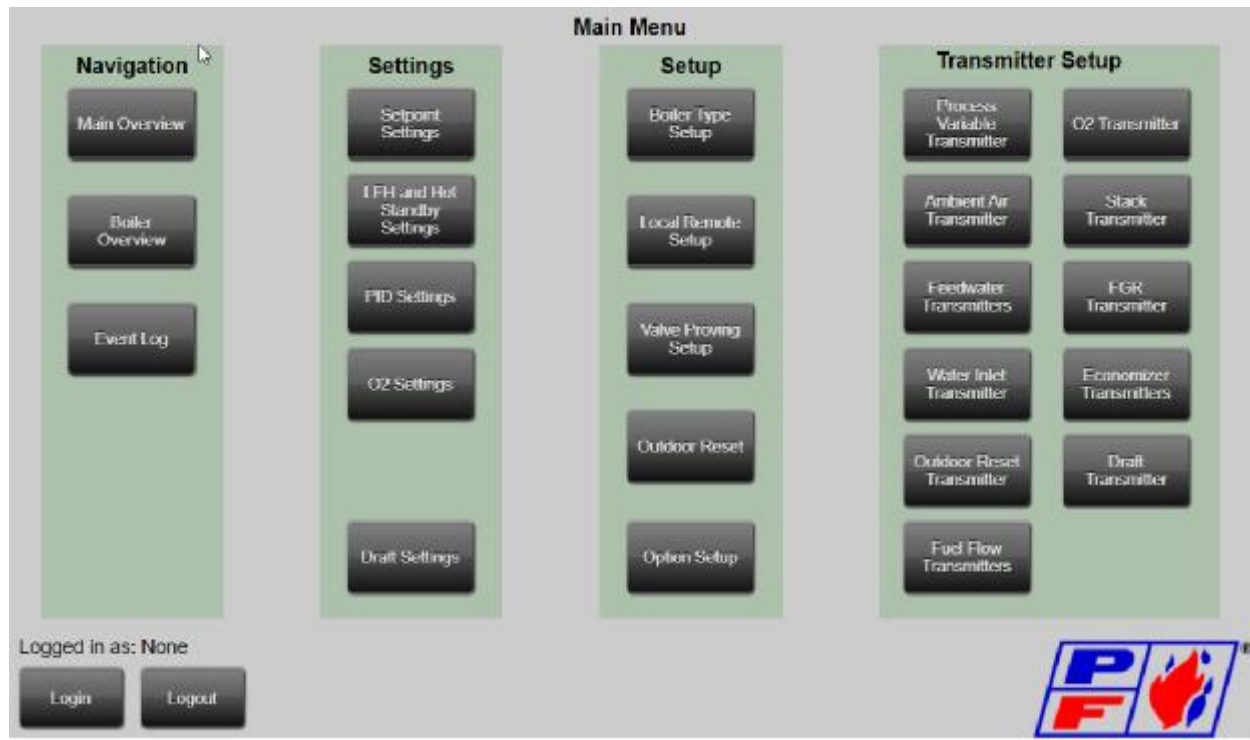 Main Menu
Navigation
Main Overview
Boiler
Overview
Event Log
Settings
Setpoint
Settings
LFH and Hot
Standby
Settings
PID Settings
O2 Settings
Draft Settings
Setup
Boiler Type
Setup
Local Remote
Setup
Valve Proving
Setup
Outdoor Reset
Option Setup
Transmitter Setup
Process
Variable
Transmitter
O2 Transmitter
Ambient Air
Transmitter
Stack
Transmitter
Feedwater
Transmitters
FGR
Transmitter
Water Inlet
Transmitter
Economizer
Transmitters
Outdoor Reset
Transmitter
Draft
Transmitter
Fuel Flow
Transmitters
Logged in as: None
Login
Logout
P
F
®